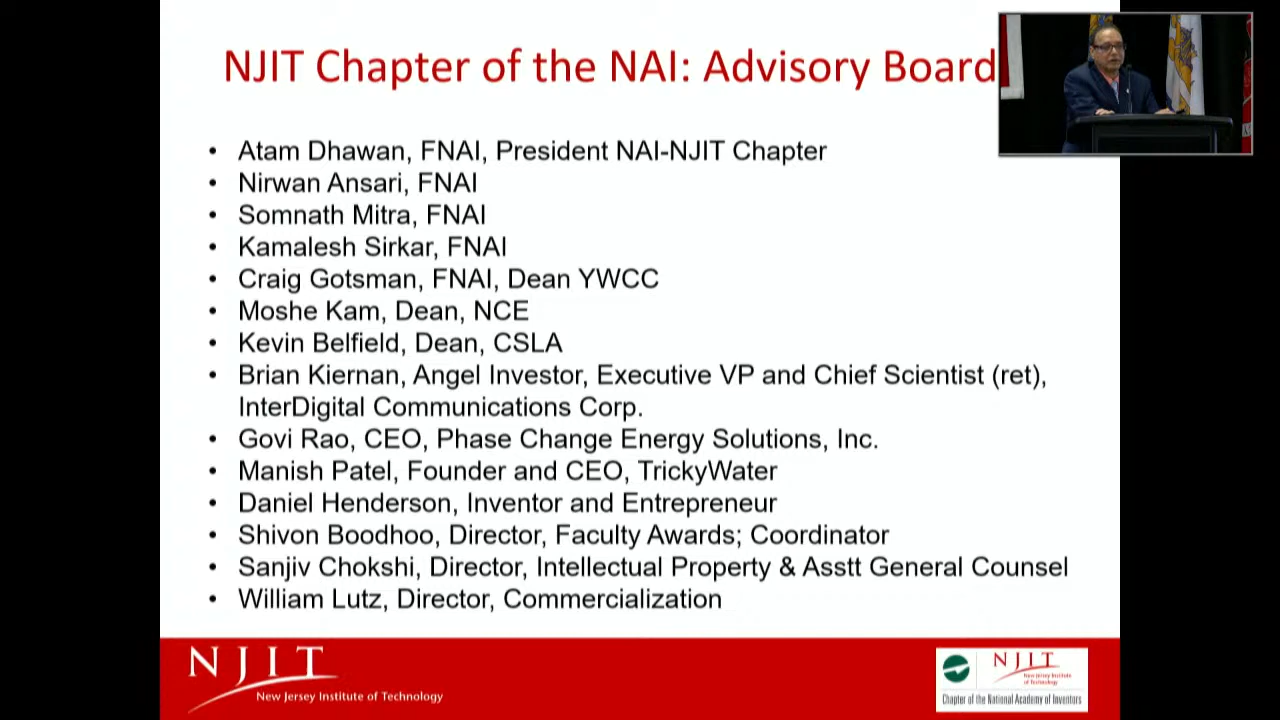 NJIT Chapter of the NAI: Advisory Board
• Atam Dhawan, FNAI, President NAI-NJIT Chapter
• Nirwan Ansari, FNAI
• Somnath Mitra, FNAI
• Kamalesh Sirkar, FNAI
• Craig Gotsman, FNAI, Dean YWCC
• Moshe Kam, Dean, NCE
• Kevin Belfield, Dean, CSLA
• Brian Kiernan, Angel Investor, Executive VP and Chief Scientist (ret),
InterDigital Communications Corp.
• Govi Rao, CEO, Phase Change Energy Solutions, Inc.
• Manish Patel, Founder and CEO, TrickyWater
• Daniel Henderson, Inventor and Entrepreneur
• Shivon Boodhoo, Director, Faculty Awards; Coordinator
• Sanjiv Chokshi, Director, Intellectual Property & Asstt General Counsel
• William Lutz, Director, Commercialization
NJIT
New Jersey Institute of Technology
NJIT
New Jersey Institute
of Technology
Chapter of the National Academy of Inventors